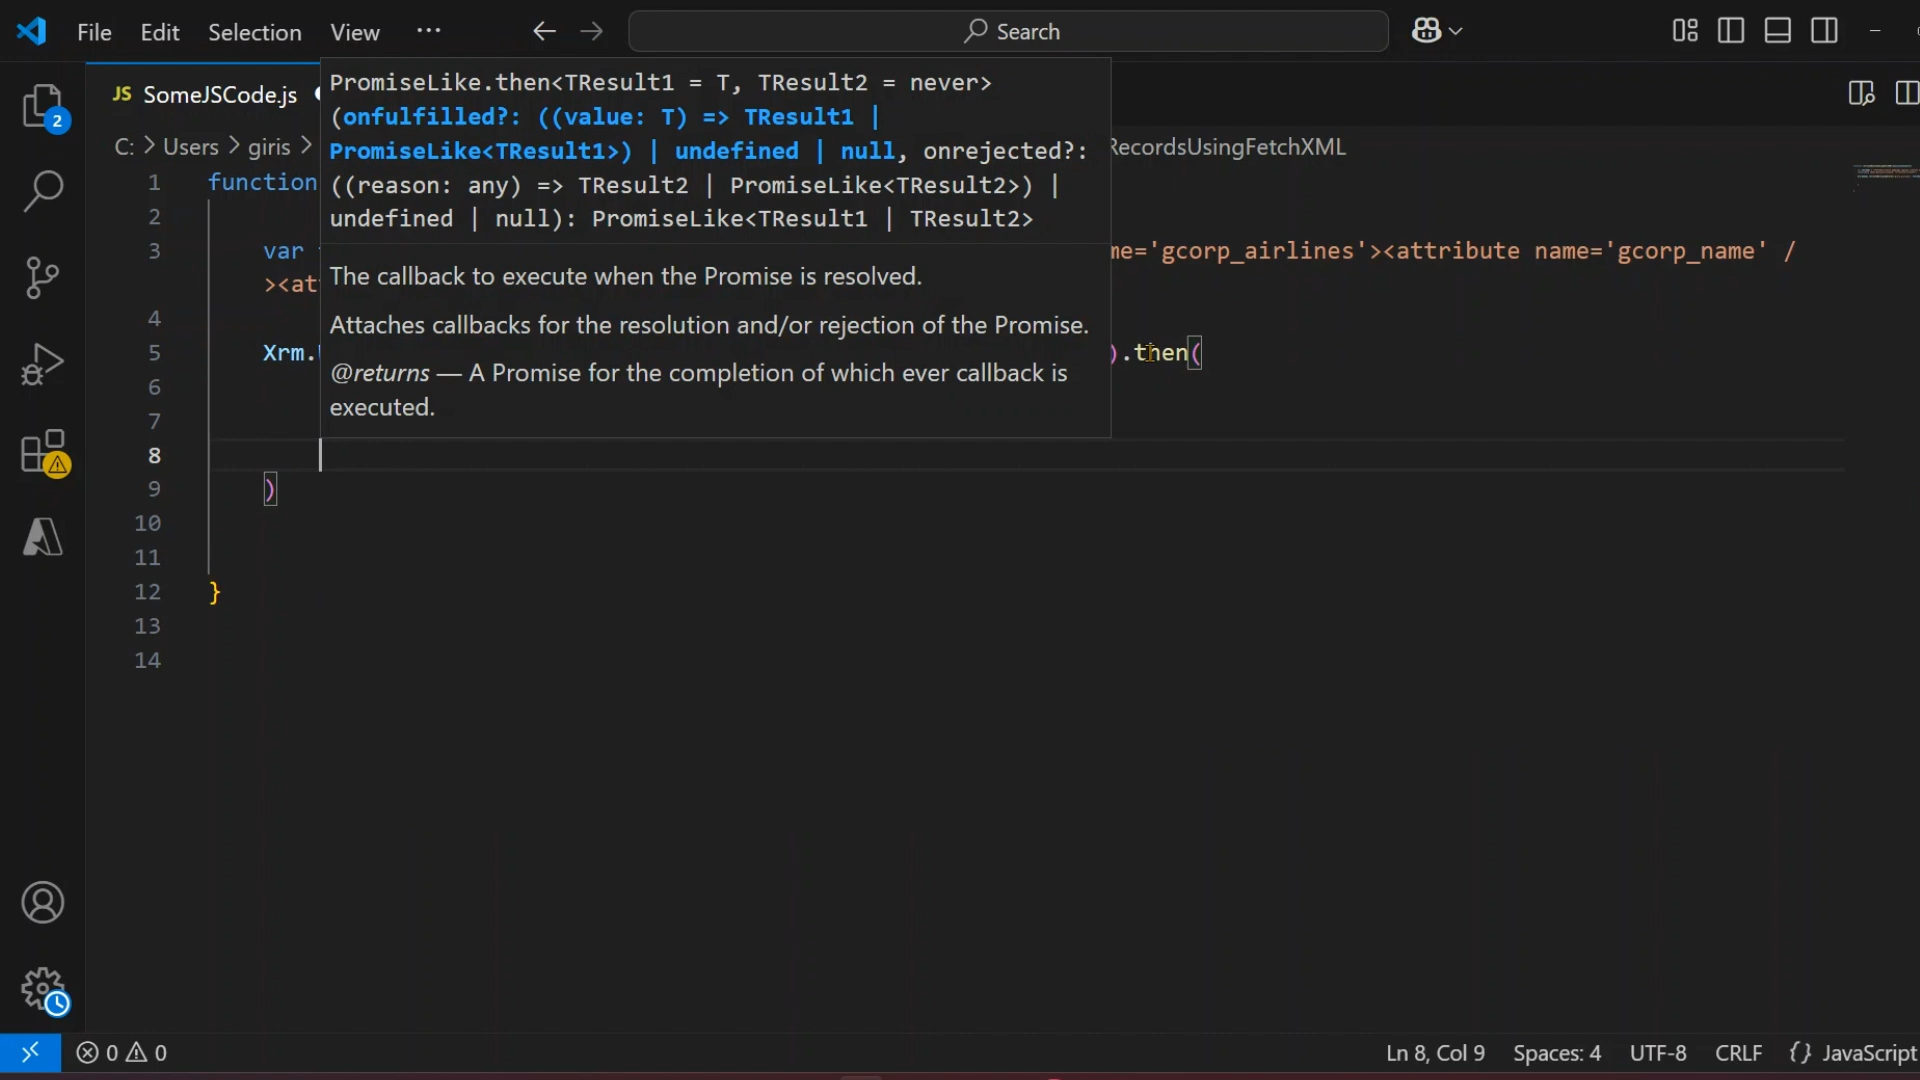 File Edit Selection View ··· Search
JS SomeJSCode.js
C: > Users > giris > RecordsUsingFetchXML
PromiseLike.then<TResult1 = T, TResult2 = never>
(onfulfilled?: ((value: T) => TResult1 |
PromiseLike<TResult1>) | undefined | null, onrejected?:
((reason: any) => TResult2 | PromiseLike<TResult2>) |
undefined | null): PromiseLike<TResult1 | TResult2>
The callback to execute when the Promise is resolved.
Attaches callbacks for the resolution and/or rejection of the Promise.
@returns — A Promise for the completion of which ever callback is
executed.
1 function
2
3 var me='gcorp_airlines'><attribute name='gcorp_name' /
><at
4
5 Xrm. ).then(
6
7
8
9 )
10
11
12 }
13
14
2
0 0 Ln 8, Col 9 Spaces: 4 UTF-8 CRLF {} JavaScript